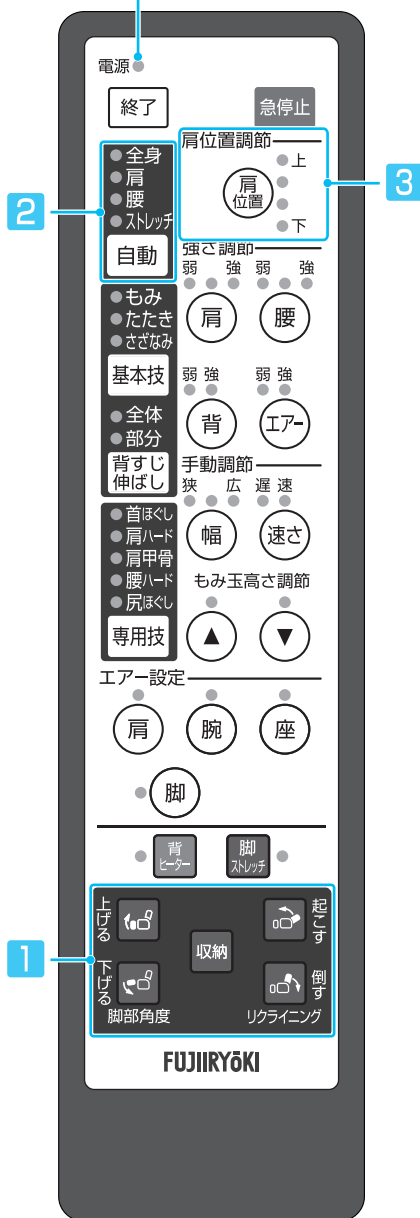 電源
終了
急停止
肩位置調節
全身
肩
腰
ストレッチ
自動
2
肩
位置
上
下
3
強さ調節
弱 強 弱 強
肩 腰
もみ
たたき
さざなみ
基本技
弱 強 弱 強
背 エアー
全体
部分
背すじ
伸ばし
手動調節
狭 広 遅 速
幅 速さ
首ほぐし
肩ハード
肩甲骨
腰ハード
尻ほぐし
専用技
もみ玉高さ調節
▲ ▼
エアー設定
肩 腕 座
脚
背
ヒーター
脚
ストレッチ
1
上げる
下げる
脚部角度
収納
起こす
倒す
リクライニング
FUJIIRYŌKI